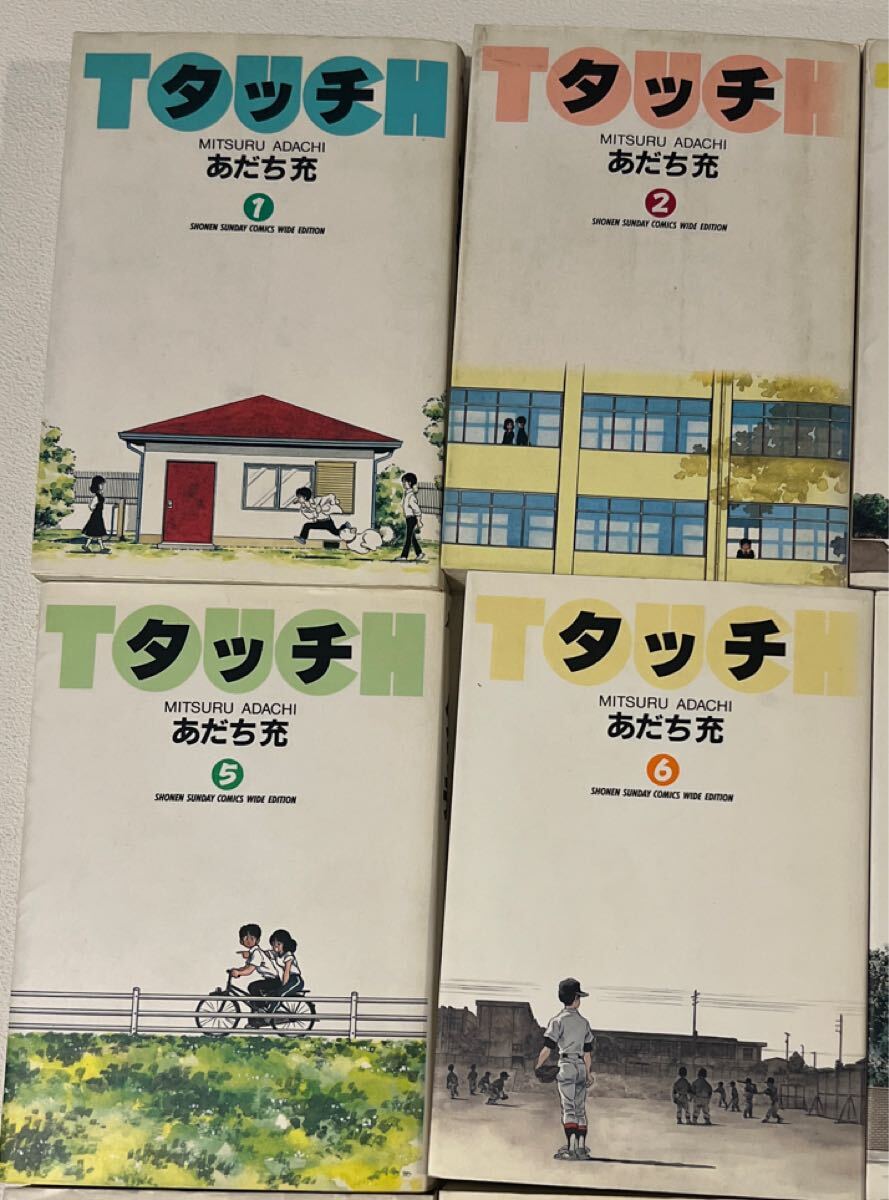 TOUCH
タッチ
MITSURU ADACHI
あだち充
1
SHONEN SUNDAY COMICS WIDE EDITION
TOUCH
タッチ
MITSURU ADACHI
あだち充
2
SHONEN SUNDAY COMICS WIDE EDITION
TOUCH
タッチ
MITSURU ADACHI
あだち充
5
SHONEN SUNDAY COMICS WIDE EDITION
TOUCH
タッチ
MITSURU ADACHI
あだち充
6
SHONEN SUNDAY COMICS WIDE EDITION